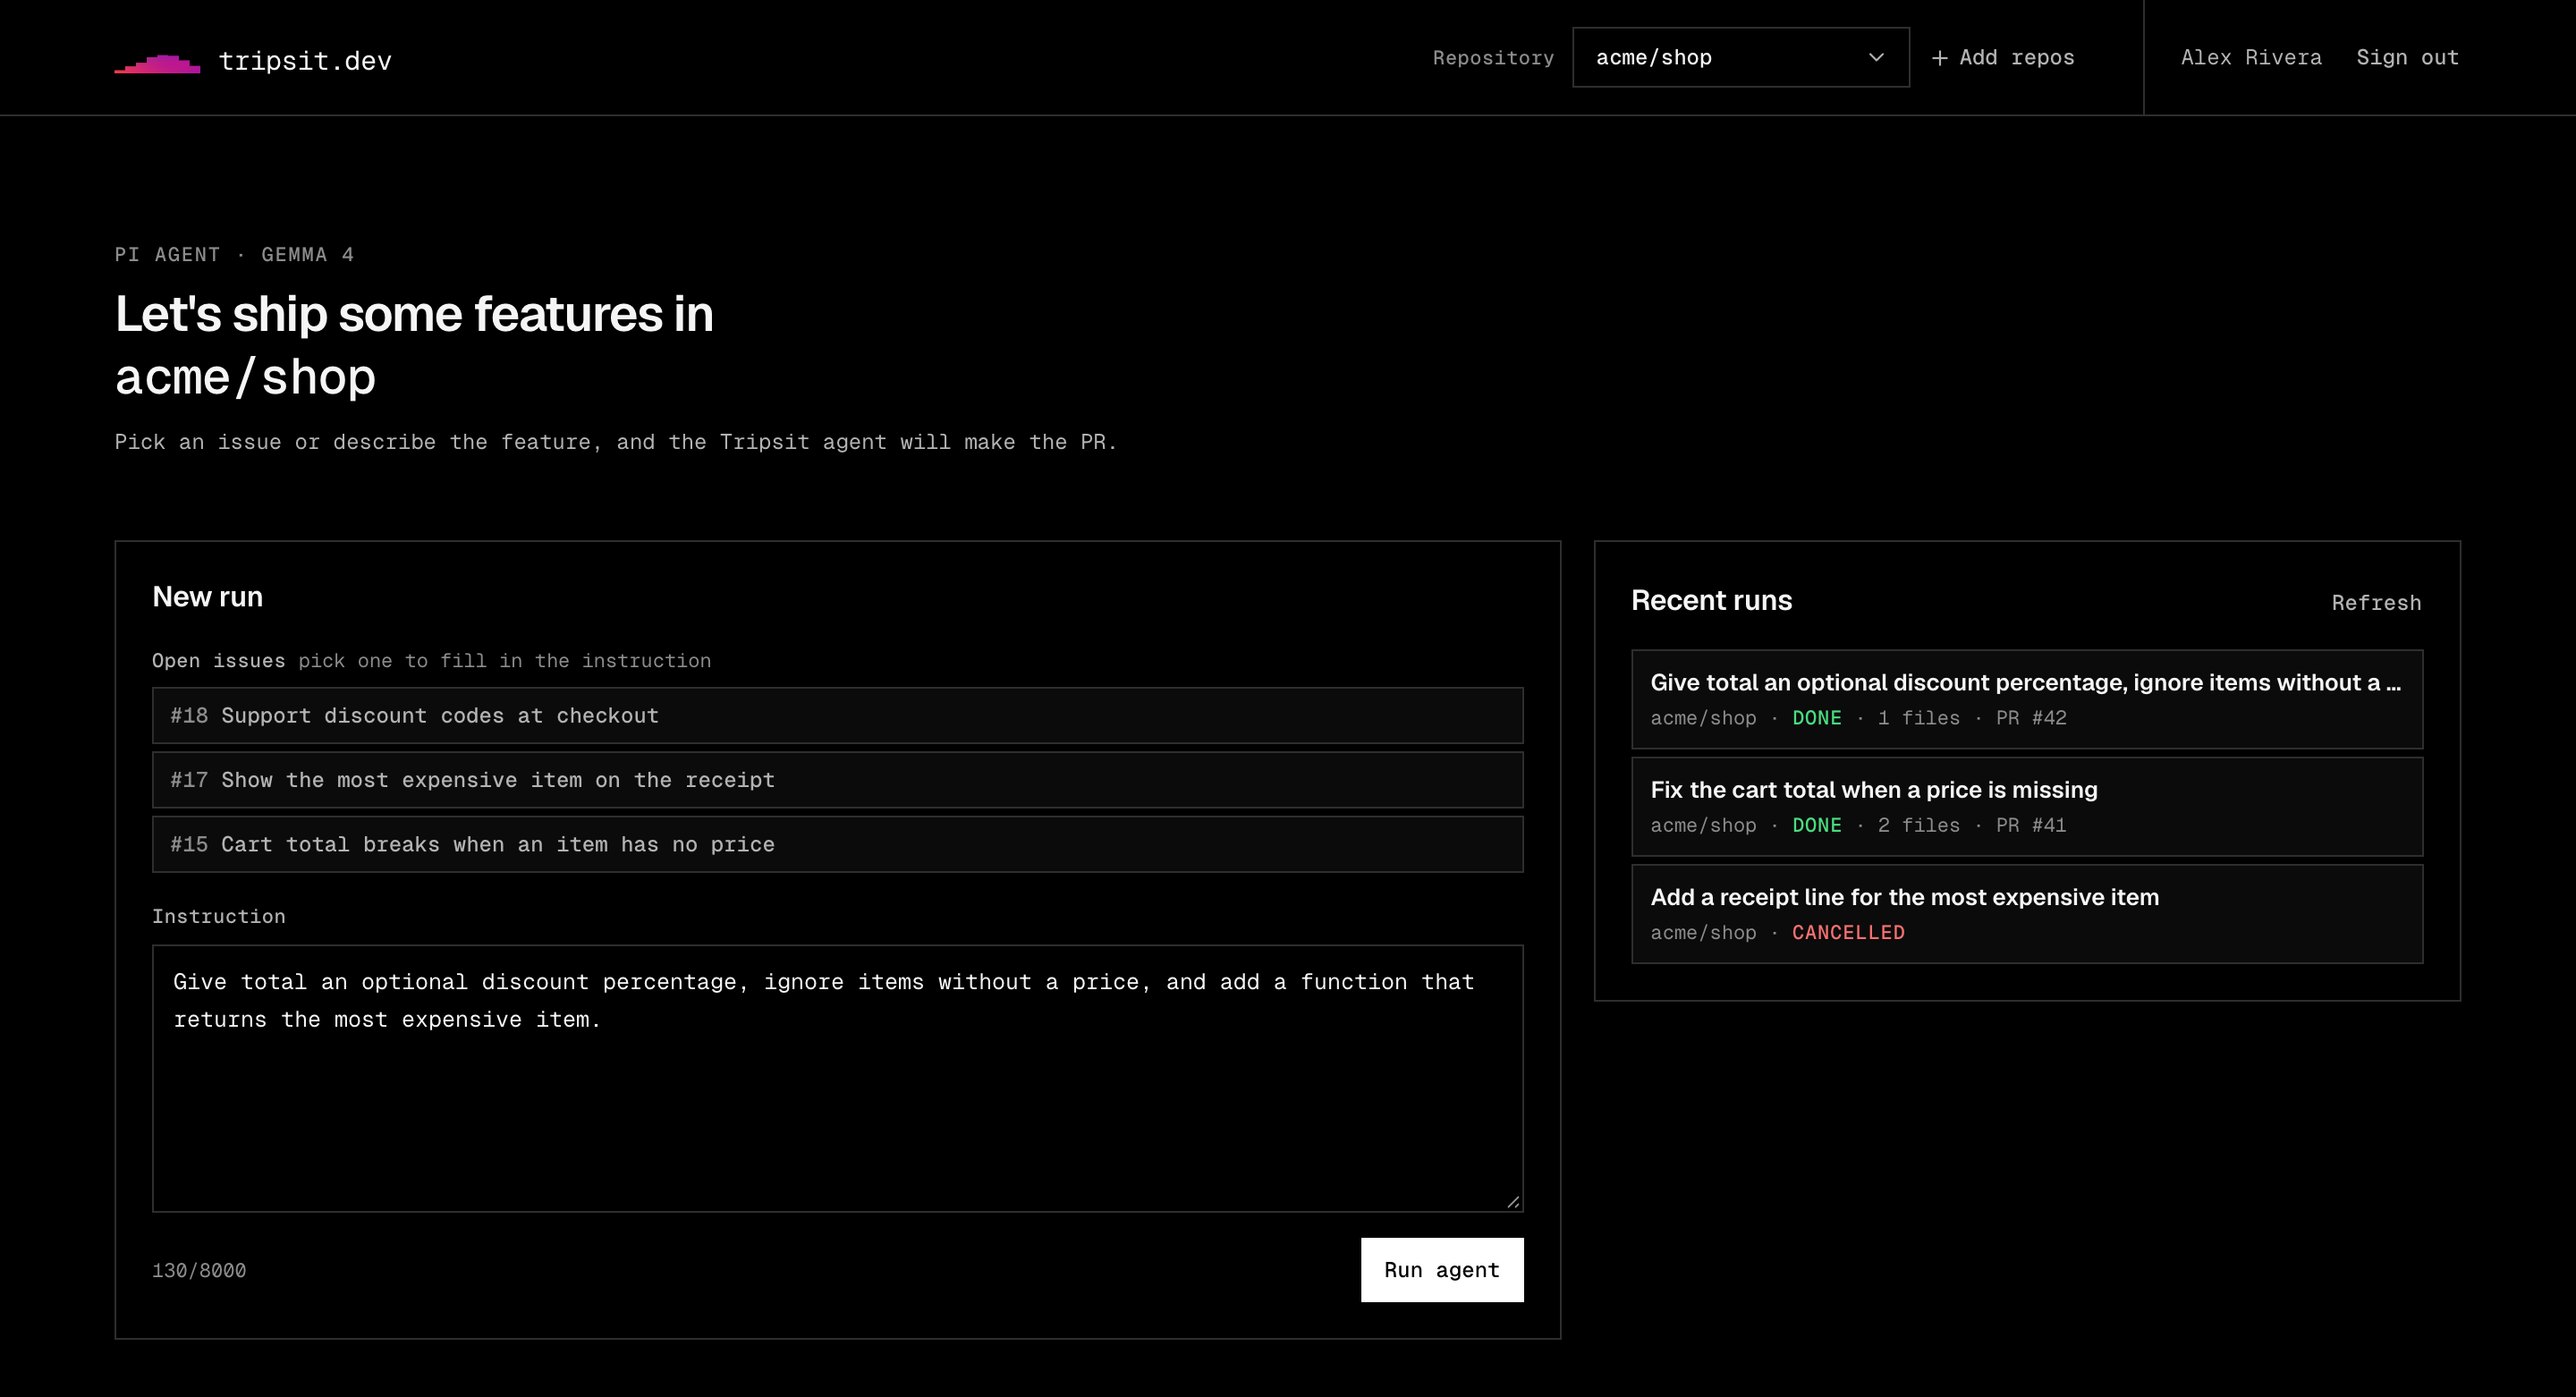 tripsit.dev
Repository
acme/shop
+ Add repos
Alex Rivera
Sign out
PI AGENT · GEMMA 4
Let's ship some features in
acme/shop
Pick an issue or describe the feature, and the Tripsit agent will make the PR.
New run
Open issues pick one to fill in the instruction
#18 Support discount codes at checkout
#17 Show the most expensive item on the receipt
#15 Cart total breaks when an item has no price
Instruction
Give total an optional discount percentage, ignore items without a price, and add a function that
returns the most expensive item.
130/8000
Run agent
Recent runs
Refresh
Give total an optional discount percentage, ignore items without a ...
acme/shop · DONE · 1 files · PR #42
Fix the cart total when a price is missing
acme/shop · DONE · 2 files · PR #41
Add a receipt line for the most expensive item
acme/shop · CANCELLED